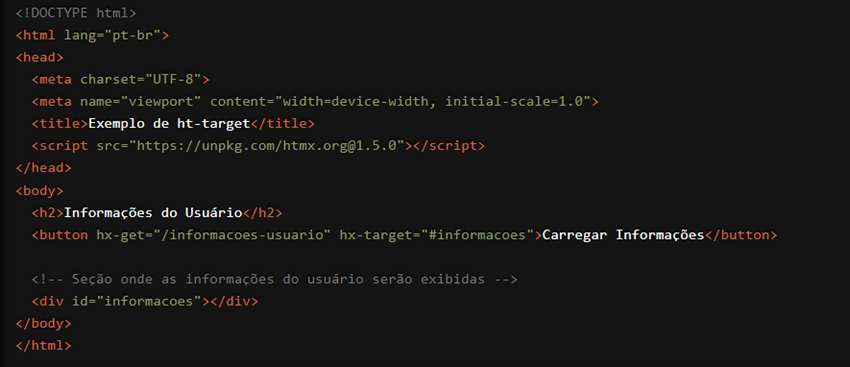 <!DOCTYPE html>
<html lang="pt-br">
<head>
  <meta charset="UTF-8">
  <meta name="viewport" content="width=device-width, initial-scale=1.0">
  <title>Exemplo de ht-target</title>
  <script src="https://unpkg.com/htmx.org@1.5.0"></script>
</head>
<body>
  <h2>Informações do Usuário</h2>
  <button hx-get="/informacoes-usuario" hx-target="#informacoes">Carregar Informações</button>

  <!-- Seção onde as informações do usuário serão exibidas -->
  <div id="informacoes"></div>
</body>
</html>